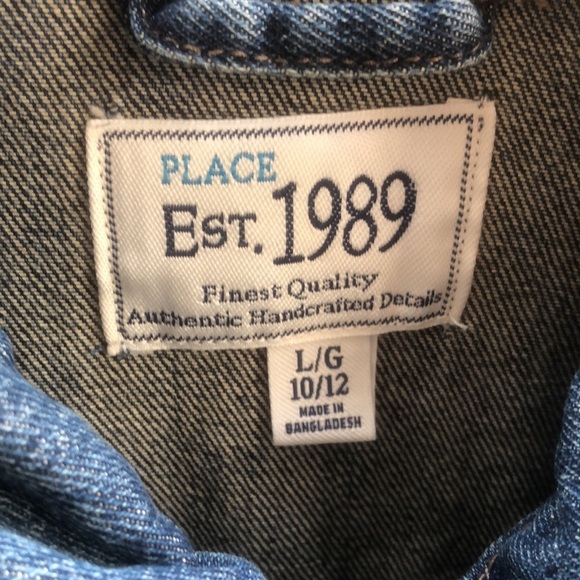 PLACE
EST. 1989
Finest Quality
Authentic Handcrafted Details
L/G
10/12
MADE IN
BANGLADESH